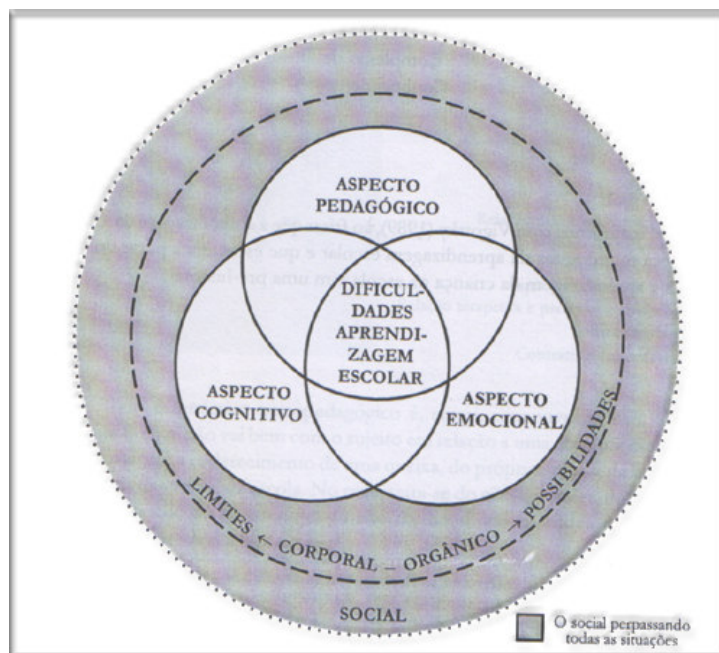 ASPECTO
PEDAGÓGICO
DIFICUL-
DADES
APRENDI-
ZAGEM
ESCOLAR
ASPECTO
COGNITIVO
ASPECTO
EMOCIONAL
LIMITES ← CORPORAL – ORGÂNICO → POSSIBILIDADES
SOCIAL
O social perpassando
todas as situações